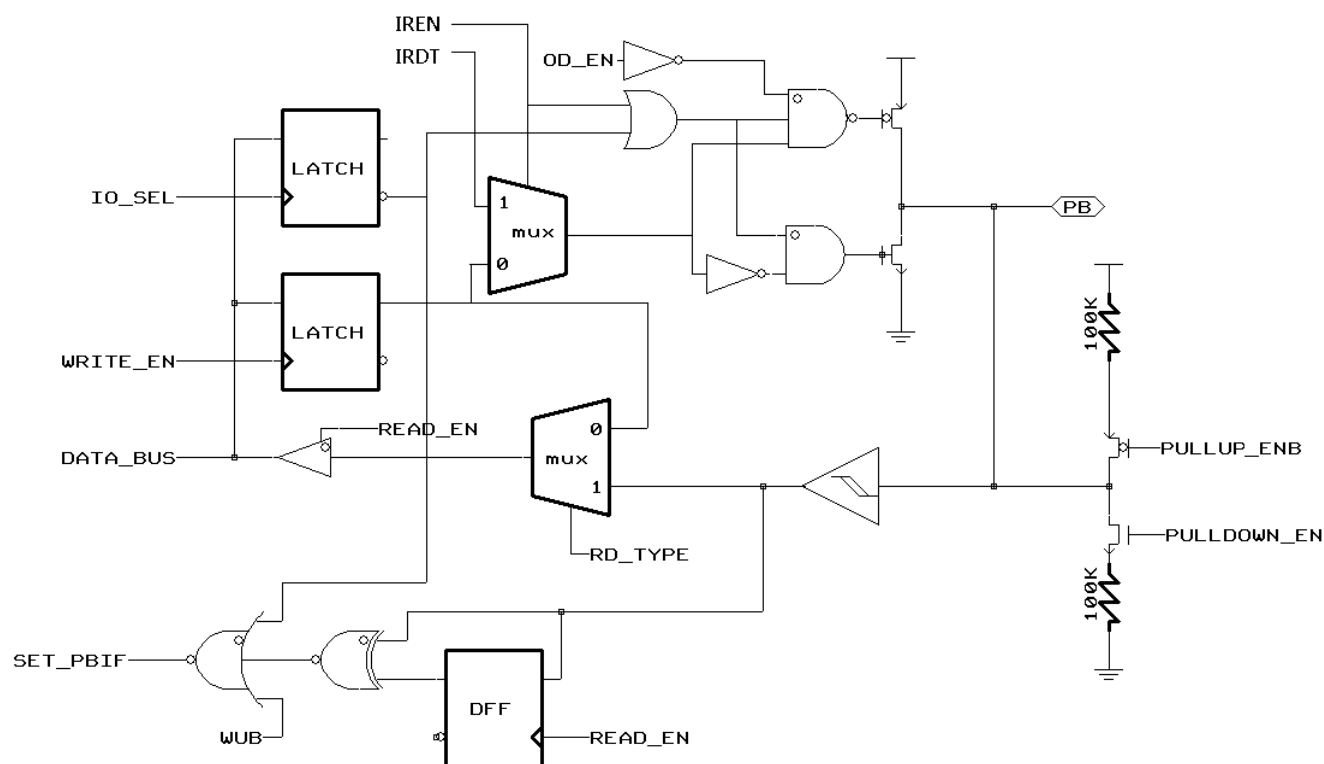 IREN
IRDT
OD_EN
LATCH
IO_SEL
1
mux
0
PB
LATCH
WRITE_EN
100K
READ_EN
DATA_BUS
0
mux
1
PULLUP_ENB
PULLDOWN_EN
RD_TYPE
100K
SET_PBIF
DFF
WUB
READ_EN